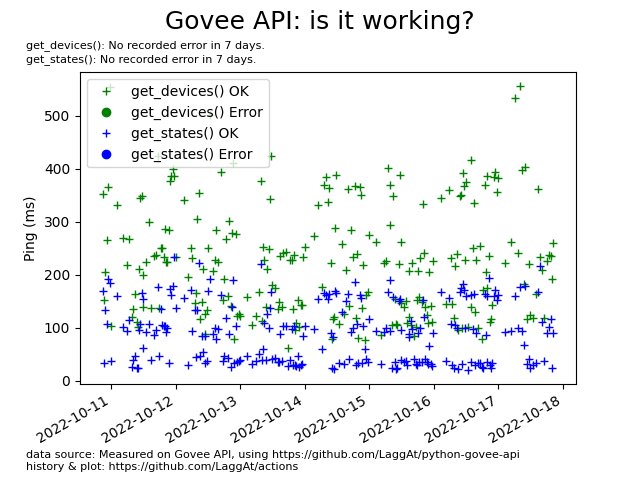 Govee API: is it working?
get_devices(): No recorded error in 7 days.
get_states(): No recorded error in 7 days.
get_devices() OK
get_devices() Error
get_states() OK
get_states() Error
Ping (ms)
500
400
300
200
100
0
2022-10-11
2022-10-12
2022-10-13
2022-10-14
2022-10-15
2022-10-16
2022-10-17
2022-10-18
data source: Measured on Govee API, using https://github.com/LaggAt/python-govee-api
history & plot: https://github.com/LaggAt/actions